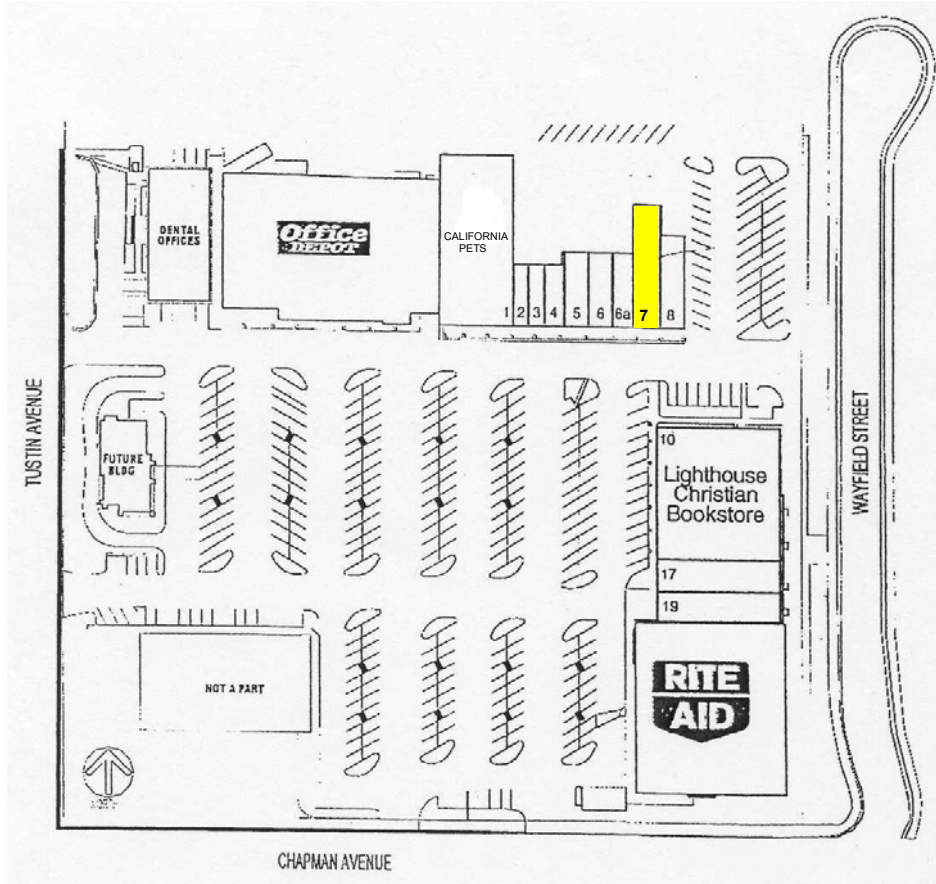 DENTAL
OFFICES
Office
DEPOT
CALIFORNIA
PETS
1 2 3 4 5 6 6a 7 8
TUSTIN AVENUE
FUTURE
BLDG
10
Lighthouse
Christian
Bookstore
WAYFIELD STREET
17
19
NOT A PART
RITE
AID
CHAPMAN AVENUE